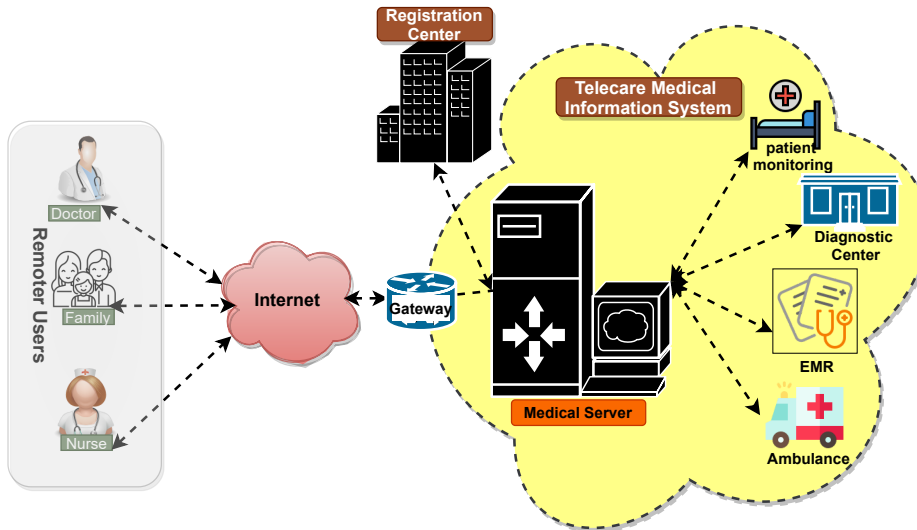 Registration
Center
Telecare Medical
Information System
patient
monitoring
Doctor
Remoter Users
Family
Nurse
Internet
Gateway
Diagnostic
Center
EMR
Medical Server
Ambulance